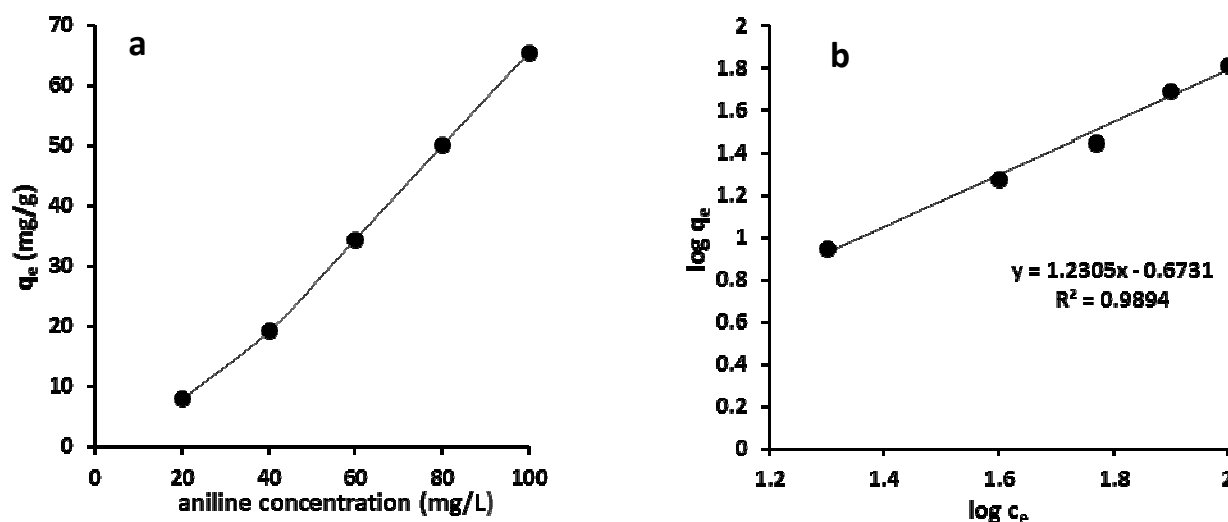 a
70
60
50
40
30
20
10
0
qₑ (mg/g)
0 20 40 60 80 100
aniline concentration (mg/L)
b
2
1.8
1.6
1.4
1.2
1
0.8
0.6
0.4
0.2
0
log qₑ
y = 1.2305x - 0.6731
R² = 0.9894
1.2 1.4 1.6 1.8 2
log cₑ